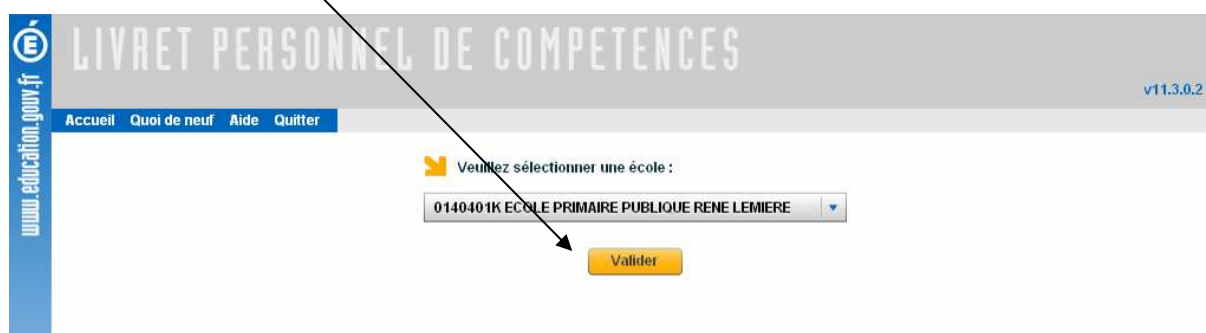 LIVRET PERSONNEL DE COMPETENCES
www.education.gouv.fr
v11.3.0.2
Accueil Quoi de neuf Aide Quitter
Veuillez sélectionner une école :
0140401K ECOLE PRIMAIRE PUBLIQUE RENE LEMIERE
Valider